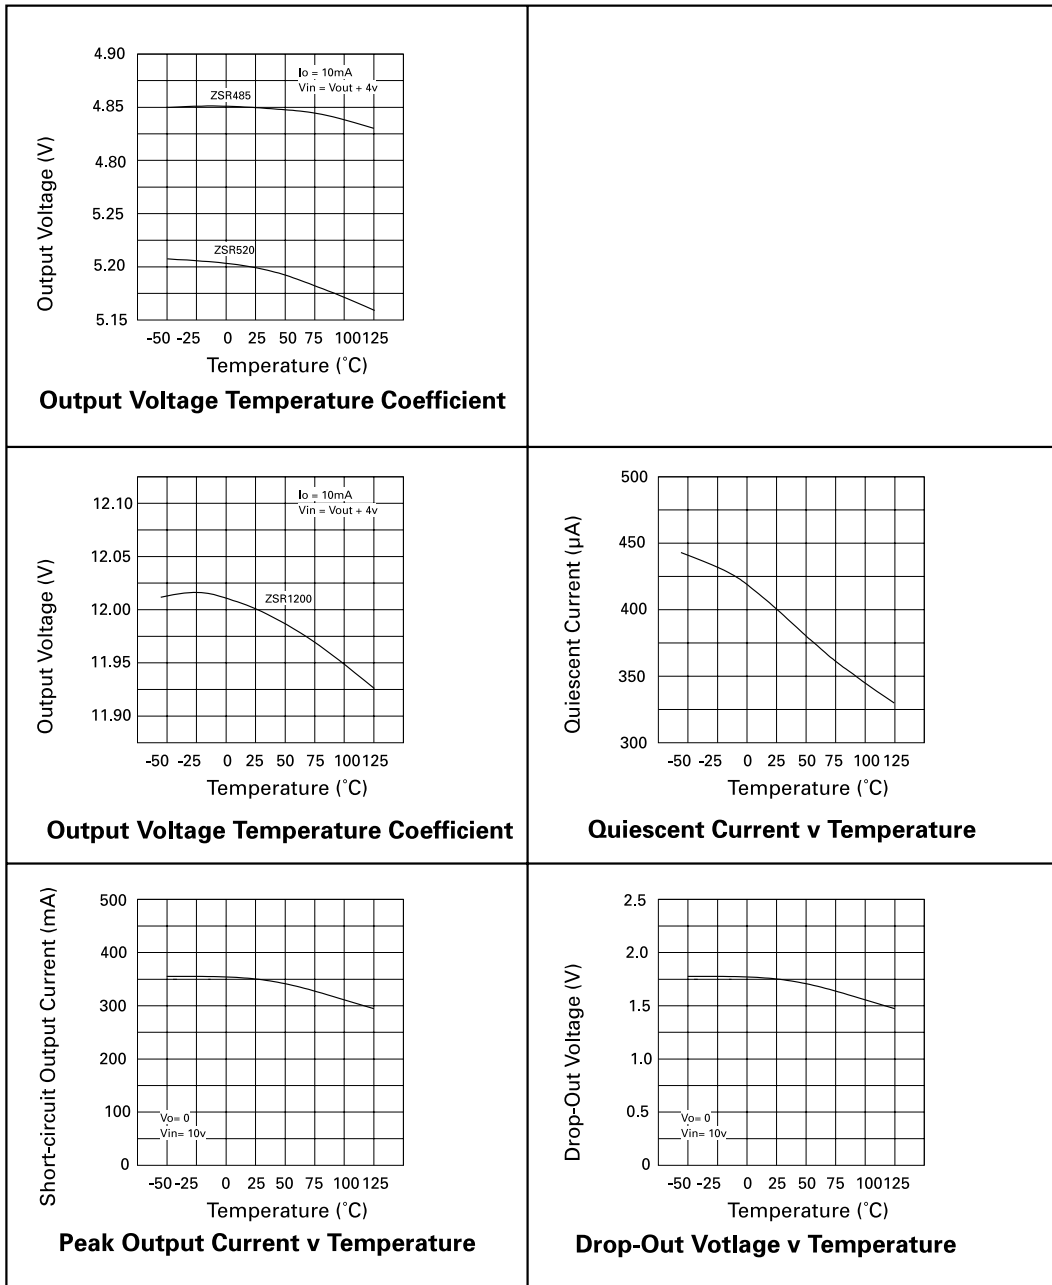 4.90
4.85
4.80
5.25
5.20
5.15
Output Voltage (V)
Io = 10mA
Vin = Vout + 4v
ZSR485
ZSR520
-50 -25 0 25 50 75 100 125
Temperature (˚C)
Output Voltage Temperature Coefficient
12.10
12.05
12.00
11.95
11.90
Output Voltage (V)
Io = 10mA
Vin = Vout + 4v
ZSR1200
-50 -25 0 25 50 75 100 125
Temperature (˚C)
Output Voltage Temperature Coefficient
500
450
400
350
300
Quiescent Current (µA)
-50 -25 0 25 50 75 100 125
Temperature (˚C)
Quiescent Current v Temperature
500
400
300
200
100
0
Short-circuit Output Current (mA)
Vo= 0
Vin= 10v
-50 -25 0 25 50 75 100 125
Temperature (˚C)
Peak Output Current v Temperature
2.5
2.0
1.5
1.0
0.5
0
Drop-Out Voltage (V)
Vo= 0
Vin= 10v
-50 -25 0 25 50 75 100 125
Temperature (˚C)
Drop-Out Votlage v Temperature